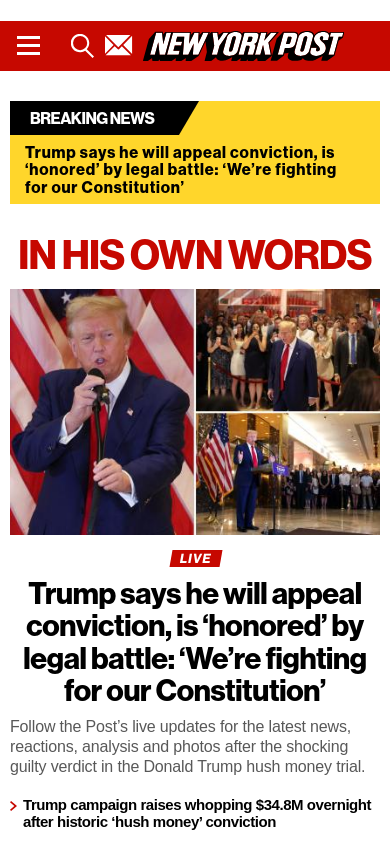 NEW YORK POST
BREAKING NEWS
Trump says he will appeal conviction, is
‘honored’ by legal battle: ‘We’re fighting
for our Constitution’
IN HIS OWN WORDS
LIVE
Trump says he will appeal
conviction, is ‘honored’ by
legal battle: ‘We’re fighting
for our Constitution’
Follow the Post’s live updates for the latest news,
reactions, analysis and photos after the shocking
guilty verdict in the Donald Trump hush money trial.
Trump campaign raises whopping $34.8M overnight
after historic ‘hush money’ conviction